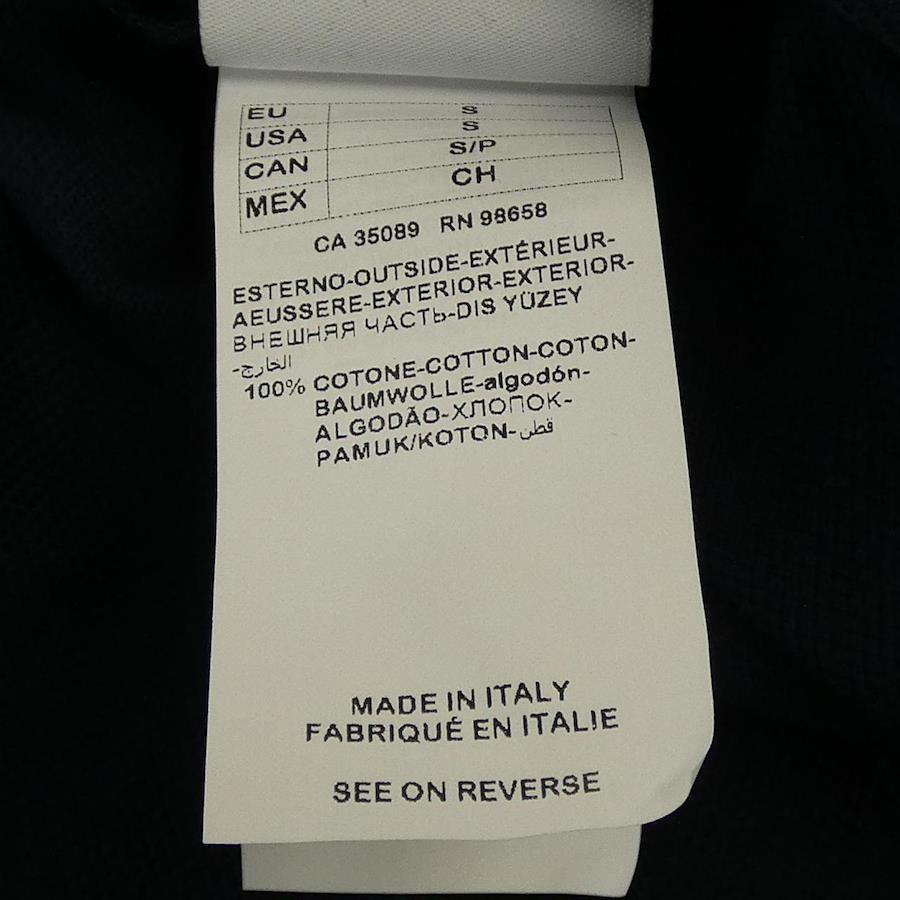 EU S
USA S
CAN S/P
MEX CH
CA 35089 RN 98658
ESTERNO-OUTSIDE-EXTÉRIEUR-
AEUSSERE-EXTERIOR-EXTERIOR-
ВНЕШНЯЯ ЧАСТЬ-DIS YÜZEY
-الخارج
100% COTONE-COTTON-COTON-
BAUMWOLLE-algodón-
ALGODÃO-ХЛОПОК-
PAMUK/KOTON-قطن
MADE IN ITALY
FABRIQUÉ EN ITALIE
SEE ON REVERSE